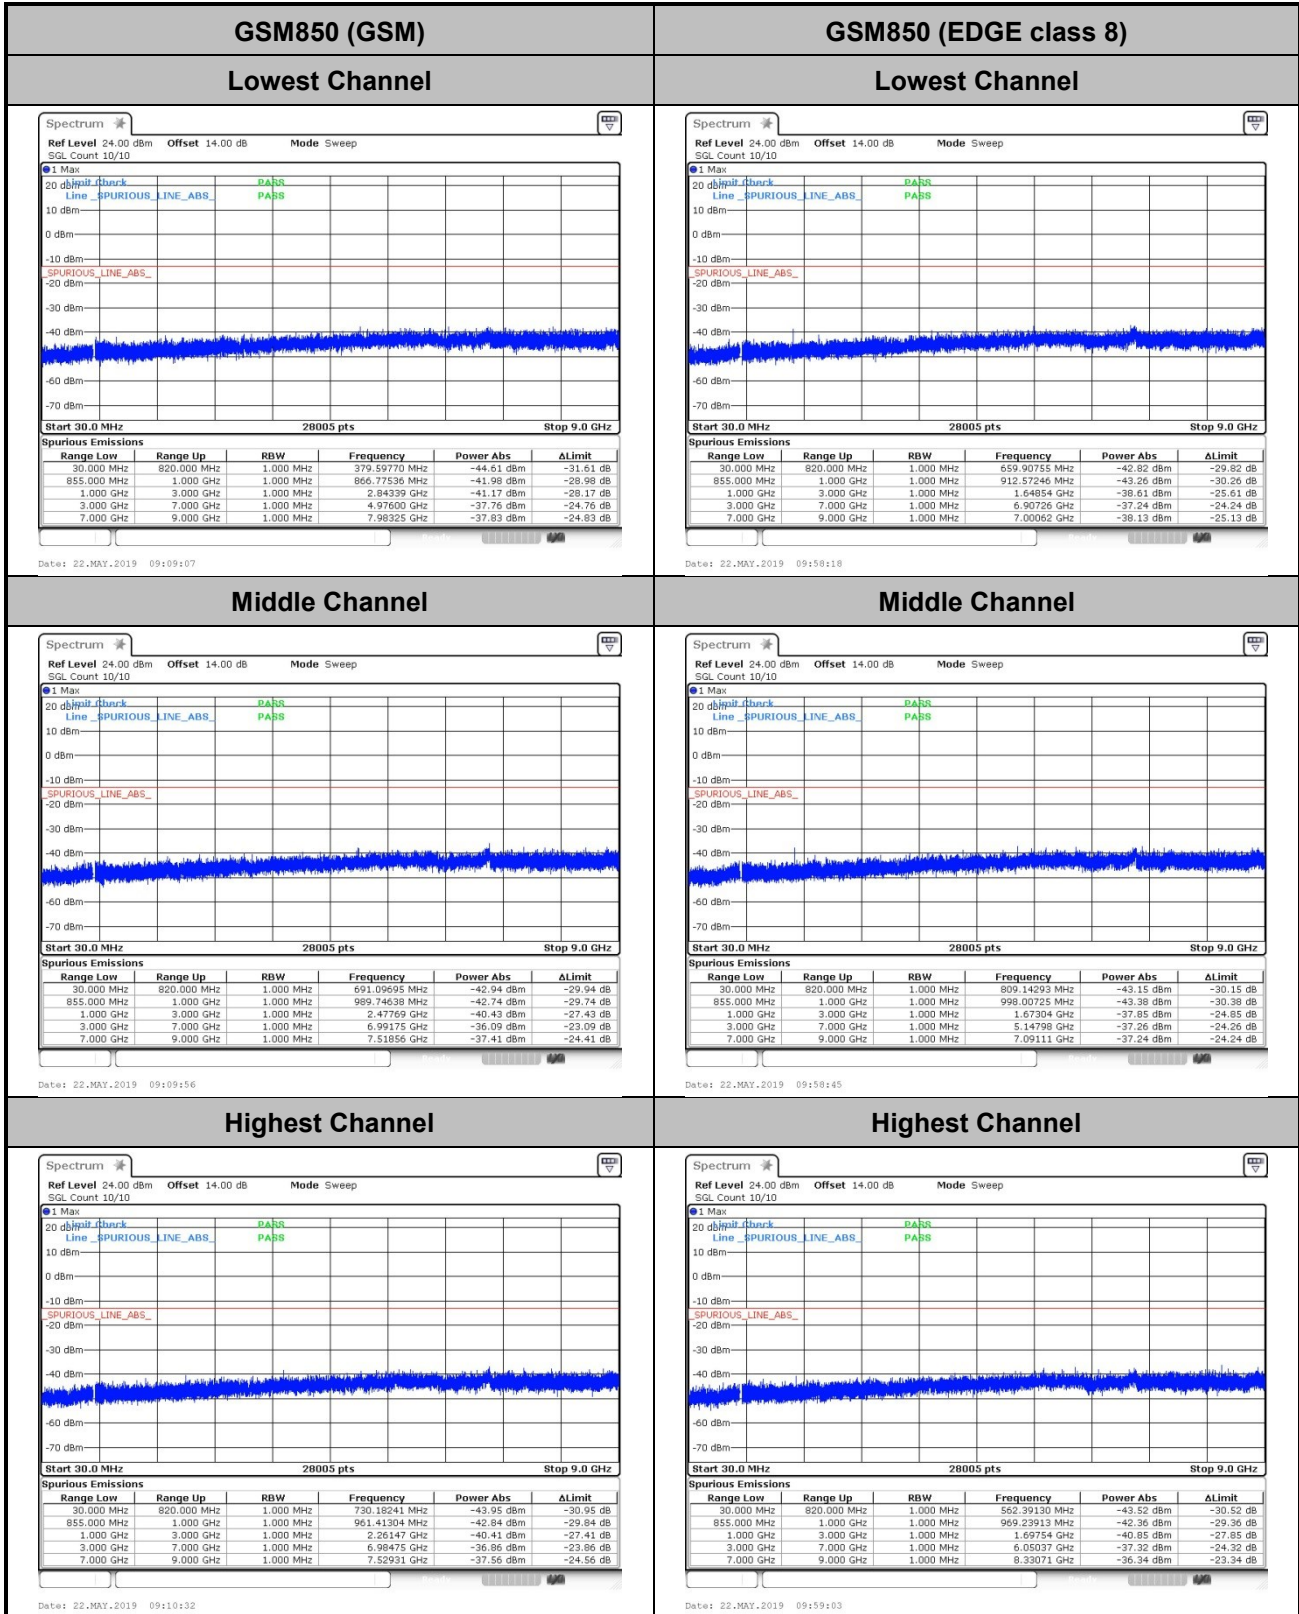 GSM850 (GSM)
GSM850 (EDGE class 8)
Lowest Channel
Lowest Channel
Spectrum
Ref Level 24.00 dBm Offset 14.00 dB Mode Sweep
SGL Count 10/10
1 Max
20 dBm Limit Check PASS
Line _SPURIOUS_LINE_ABS_ PASS
10 dBm
0 dBm
-10 dBm
_SPURIOUS_LINE_ABS_
-20 dBm
-30 dBm
-40 dBm
-60 dBm
-70 dBm
Start 30.0 MHz 28005 pts Stop 9.0 GHz
Spurious Emissions
Range Low Range Up RBW Frequency Power Abs ΔLimit
30.000 MHz 820.000 MHz 1.000 MHz 379.59770 MHz -44.61 dBm -31.61 dB
855.000 MHz 1.000 GHz 1.000 MHz 866.77536 MHz -41.98 dBm -28.98 dB
1.000 GHz 3.000 GHz 1.000 MHz 2.84339 GHz -41.17 dBm -28.17 dB
3.000 GHz 7.000 GHz 1.000 MHz 4.97600 GHz -37.76 dBm -24.76 dB
7.000 GHz 9.000 GHz 1.000 MHz 7.98325 GHz -37.83 dBm -24.83 dB
Date: 22.MAY.2019 09:09:07
Spectrum
Ref Level 24.00 dBm Offset 14.00 dB Mode Sweep
SGL Count 10/10
1 Max
20 dBm Limit Check PASS
Line _SPURIOUS_LINE_ABS_ PASS
10 dBm
0 dBm
-10 dBm
_SPURIOUS_LINE_ABS_
-20 dBm
-30 dBm
-40 dBm
-60 dBm
-70 dBm
Start 30.0 MHz 28005 pts Stop 9.0 GHz
Spurious Emissions
Range Low Range Up RBW Frequency Power Abs ΔLimit
30.000 MHz 820.000 MHz 1.000 MHz 659.90755 MHz -42.82 dBm -29.82 dB
855.000 MHz 1.000 GHz 1.000 MHz 912.57246 MHz -43.26 dBm -30.26 dB
1.000 GHz 3.000 GHz 1.000 MHz 1.64854 GHz -38.61 dBm -25.61 dB
3.000 GHz 7.000 GHz 1.000 MHz 6.90726 GHz -37.24 dBm -24.24 dB
7.000 GHz 9.000 GHz 1.000 MHz 7.00062 GHz -38.13 dBm -25.13 dB
Date: 22.MAY.2019 09:58:18
Middle Channel
Middle Channel
Spectrum
Ref Level 24.00 dBm Offset 14.00 dB Mode Sweep
SGL Count 10/10
1 Max
20 dBm Limit Check PASS
Line _SPURIOUS_LINE_ABS_ PASS
10 dBm
0 dBm
-10 dBm
_SPURIOUS_LINE_ABS_
-20 dBm
-30 dBm
-40 dBm
-60 dBm
-70 dBm
Start 30.0 MHz 28005 pts Stop 9.0 GHz
Spurious Emissions
Range Low Range Up RBW Frequency Power Abs ΔLimit
30.000 MHz 820.000 MHz 1.000 MHz 691.09695 MHz -42.94 dBm -29.94 dB
855.000 MHz 1.000 GHz 1.000 MHz 989.74638 MHz -42.74 dBm -29.74 dB
1.000 GHz 3.000 GHz 1.000 MHz 2.47769 GHz -40.43 dBm -27.43 dB
3.000 GHz 7.000 GHz 1.000 MHz 6.99175 GHz -36.09 dBm -23.09 dB
7.000 GHz 9.000 GHz 1.000 MHz 7.51856 GHz -37.41 dBm -24.41 dB
Date: 22.MAY.2019 09:09:56
Spectrum
Ref Level 24.00 dBm Offset 14.00 dB Mode Sweep
SGL Count 10/10
1 Max
20 dBm Limit Check PASS
Line _SPURIOUS_LINE_ABS_ PASS
10 dBm
0 dBm
-10 dBm
_SPURIOUS_LINE_ABS_
-20 dBm
-30 dBm
-40 dBm
-60 dBm
-70 dBm
Start 30.0 MHz 28005 pts Stop 9.0 GHz
Spurious Emissions
Range Low Range Up RBW Frequency Power Abs ΔLimit
30.000 MHz 820.000 MHz 1.000 MHz 809.14293 MHz -43.15 dBm -30.15 dB
855.000 MHz 1.000 GHz 1.000 MHz 998.00725 MHz -43.38 dBm -30.38 dB
1.000 GHz 3.000 GHz 1.000 MHz 1.67304 GHz -37.85 dBm -24.85 dB
3.000 GHz 7.000 GHz 1.000 MHz 5.14798 GHz -37.26 dBm -24.26 dB
7.000 GHz 9.000 GHz 1.000 MHz 7.09111 GHz -37.24 dBm -24.24 dB
Date: 22.MAY.2019 09:58:45
Highest Channel
Highest Channel
Spectrum
Ref Level 24.00 dBm Offset 14.00 dB Mode Sweep
SGL Count 10/10
1 Max
20 dBm Limit Check PASS
Line _SPURIOUS_LINE_ABS_ PASS
10 dBm
0 dBm
-10 dBm
_SPURIOUS_LINE_ABS_
-20 dBm
-30 dBm
-40 dBm
-60 dBm
-70 dBm
Start 30.0 MHz 28005 pts Stop 9.0 GHz
Spurious Emissions
Range Low Range Up RBW Frequency Power Abs ΔLimit
30.000 MHz 820.000 MHz 1.000 MHz 730.18241 MHz -43.95 dBm -30.95 dB
855.000 MHz 1.000 GHz 1.000 MHz 961.41304 MHz -42.84 dBm -29.84 dB
1.000 GHz 3.000 GHz 1.000 MHz 2.26147 GHz -40.41 dBm -27.41 dB
3.000 GHz 7.000 GHz 1.000 MHz 6.98475 GHz -36.86 dBm -23.86 dB
7.000 GHz 9.000 GHz 1.000 MHz 7.52931 GHz -37.56 dBm -24.56 dB
Date: 22.MAY.2019 09:10:32
Spectrum
Ref Level 24.00 dBm Offset 14.00 dB Mode Sweep
SGL Count 10/10
1 Max
20 dBm Limit Check PASS
Line _SPURIOUS_LINE_ABS_ PASS
10 dBm
0 dBm
-10 dBm
_SPURIOUS_LINE_ABS_
-20 dBm
-30 dBm
-40 dBm
-60 dBm
-70 dBm
Start 30.0 MHz 28005 pts Stop 9.0 GHz
Spurious Emissions
Range Low Range Up RBW Frequency Power Abs ΔLimit
30.000 MHz 820.000 MHz 1.000 MHz 562.39130 MHz -43.52 dBm -30.52 dB
855.000 MHz 1.000 GHz 1.000 MHz 969.23913 MHz -42.36 dBm -29.36 dB
1.000 GHz 3.000 GHz 1.000 MHz 1.69754 GHz -40.85 dBm -27.85 dB
3.000 GHz 7.000 GHz 1.000 MHz 6.05037 GHz -37.32 dBm -24.32 dB
7.000 GHz 9.000 GHz 1.000 MHz 8.33071 GHz -36.34 dBm -23.34 dB
Date: 22.MAY.2019 09:59:03